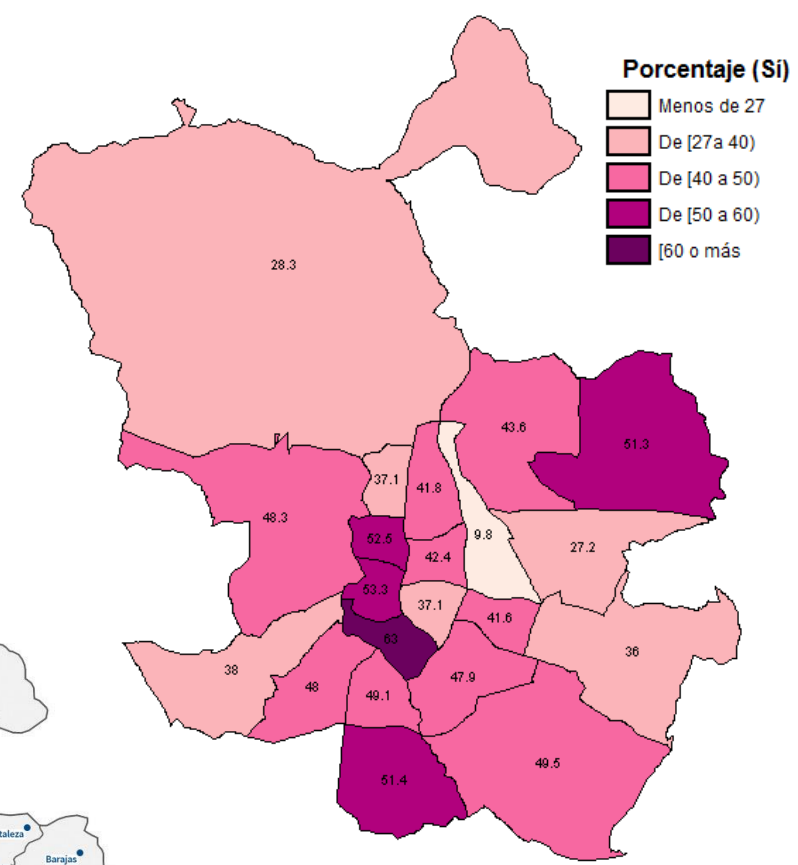 Porcentaje (Sí)
Menos de 27
De [27a 40)
De [40 a 50)
De [50 a 60)
[60 o más
28.3
43.6
51.3
37.1
41.8
48.3
52.5
42.4
9.8
27.2
53.3
37.1
41.6
63
36
38
48
49.1
47.9
49.5
51.4
taleza
Barajas